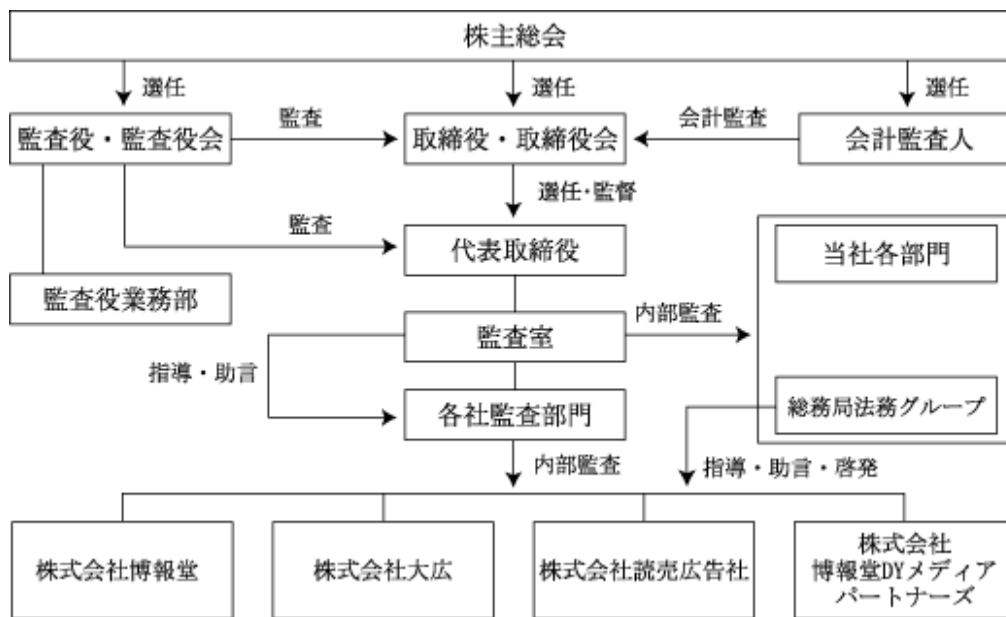 株主総会
選任
選任
選任
監査役・監査役会
監査
取締役・取締役会
会計監査
会計監査人
選任・監督
監査
代表取締役
当社各部門
監査役業務部
監査室
内部監査
指導・助言
各社監査部門
総務局法務グループ
内部監査
指導・助言・啓発
株式会社博報堂
株式会社大広
株式会社読売広告社
株式会社
博報堂DYメディア
パートナーズ